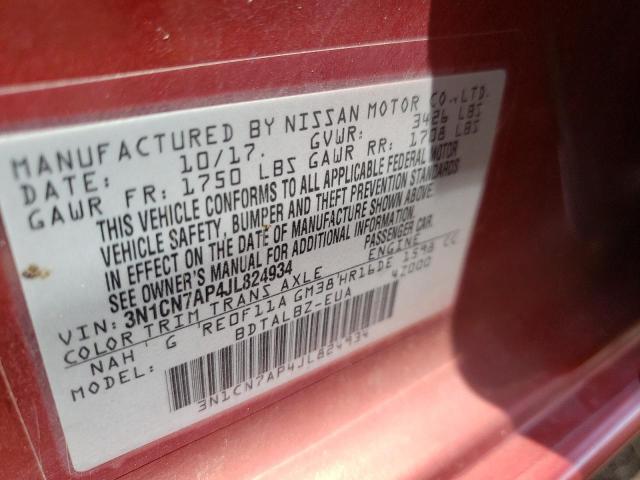 MANUFACTURED BY NISSAN MOTOR CO.,LTD.
DATE: 10/17. GVWR: 3426 LBS
GAWR FR: 1750 LBS GAWR RR: 1708 LBS
THIS VEHICLE CONFORMS TO ALL APPLICABLE FEDERAL MOTOR
VEHICLE SAFETY, BUMPER AND THEFT PREVENTION STANDARDS
IN EFFECT ON THE DATE OF MANUFACTURE SHOWN ABOVE.
SEE OWNER'S MANUAL FOR ADDITIONAL INFORMATION.
VIN: 3N1CN7AP4JL824934 PASSENGER CAR.
COLOR TRIM TRANS AXLE ENGINE
NAH G RE0F11A GM38 HR16DE 1598 CC
MODEL: BDTALBZ-EUA 42000
3N1CN7AP4JL824934